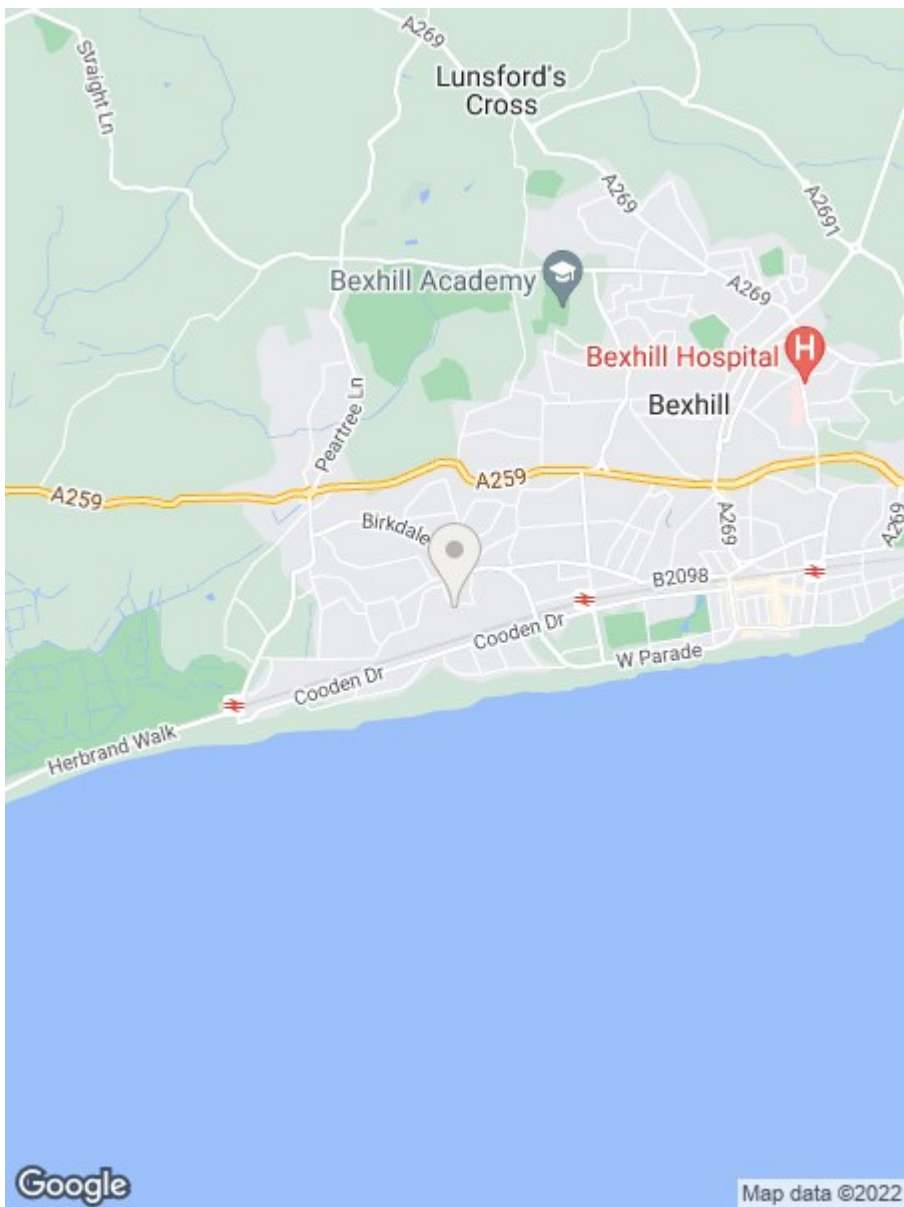 A269
Straight Ln
Lunsford's
Cross
A269
A2691
Bexhill Academy
A269
Bexhill Hospital
H
Bexhill
Peartree Ln
A259
A259
Birkdale
A269
A269
B2098
Cooden Dr
W Parade
Cooden Dr
Herbrand Walk
Google
Map data ©2022